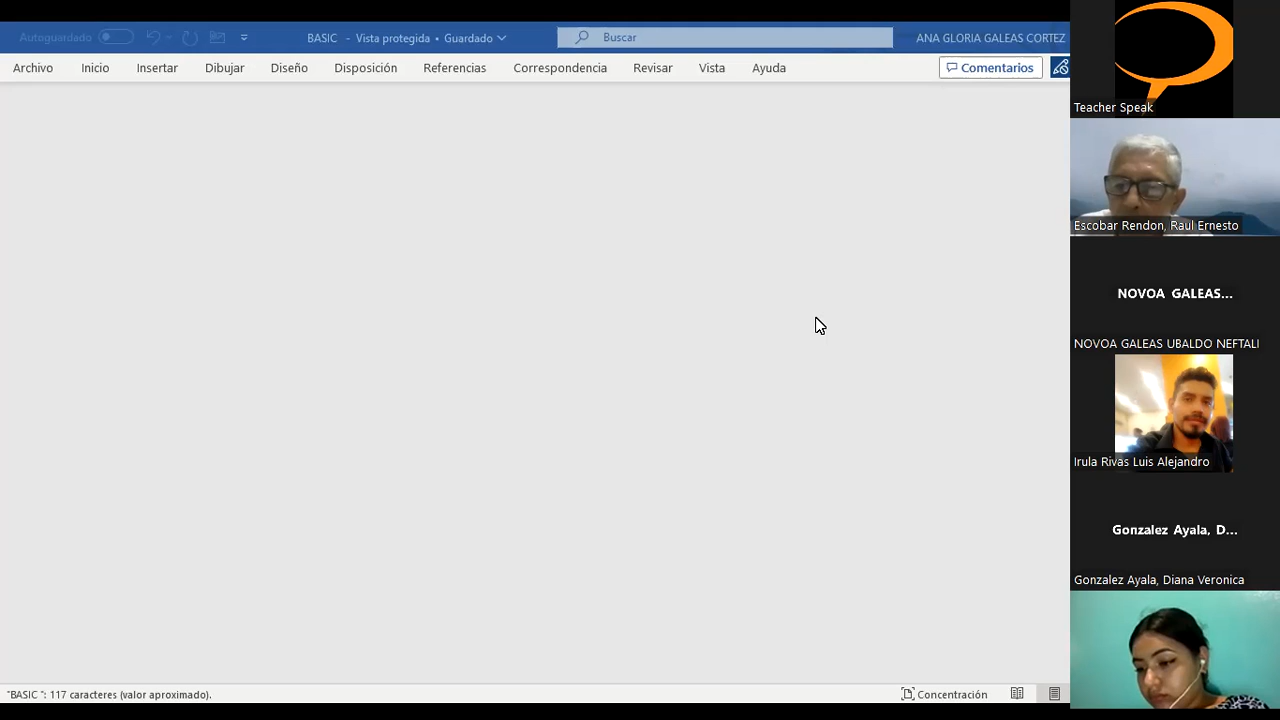 Autoguardado
BASIC - Vista protegida • Guardado
Buscar
ANA GLORIA GALEAS CORTEZ
Archivo Inicio Insertar Dibujar Diseño Disposición Referencias Correspondencia Revisar Vista Ayuda
Comentarios
Teacher Speak
Escobar Rendon, Raul Ernesto
NOVOA GALEAS...
NOVOA GALEAS UBALDO NEFTALI
Irula Rivas Luis Alejandro
Gonzalez Ayala, D...
Gonzalez Ayala, Diana Veronica
"BASIC ": 117 caracteres (valor aproximado).
Concentración